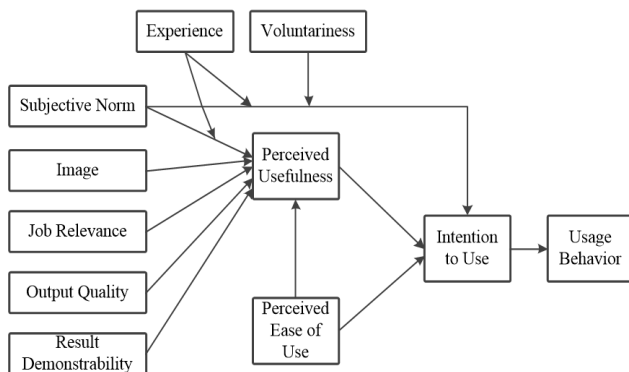 Experience
Voluntariness
Subjective Norm
Image
Job Relevance
Output Quality
Result
Demonstrability
Perceived
Usefulness
Perceived
Ease of
Use
Intention
to Use
Usage
Behavior